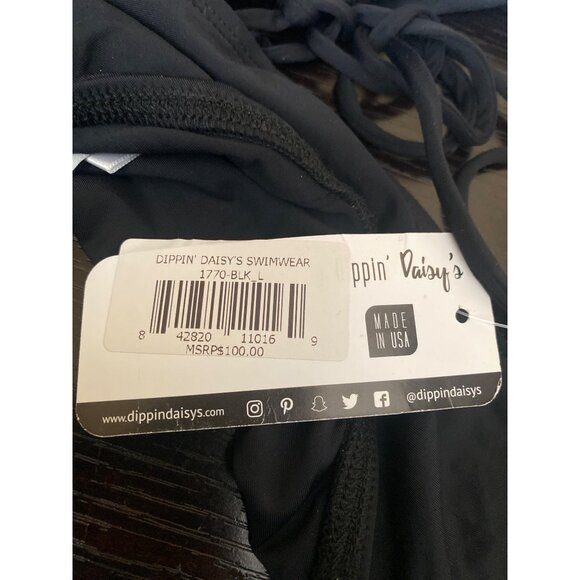 DIPPIN' DAISY'S SWIMWEAR
1770-BLK_L
8 42820 11016 9
MSRP$100.00
ppin' Daisy's
MADE
IN USA
www.dippindaisys.com
@dippindaisys